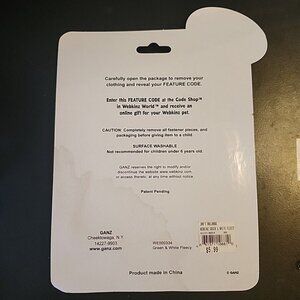 Carefully open the package to remove your
clothing and reveal your FEATURE CODE.
Enter this FEATURE CODE at the Code Shop™
in Webkinz World™ and receive an
online gift for your Webkinz pet.
CAUTION: Completely remove all fastener pieces, and
packaging before giving item to a child.
SURFACE WASHABLE
Not recommended for children under 6 years old.
GANZ reserves the right to modify and/or
discontinue the website www.webkinz.com,
or access thereto, at any time without notice
Patent Pending
GANZ
Cheektowaga, N.Y.
14227-9903
www.ganz.com
WE000334
Green & White Fleecy
$5.99
Product made in China
© GANZ